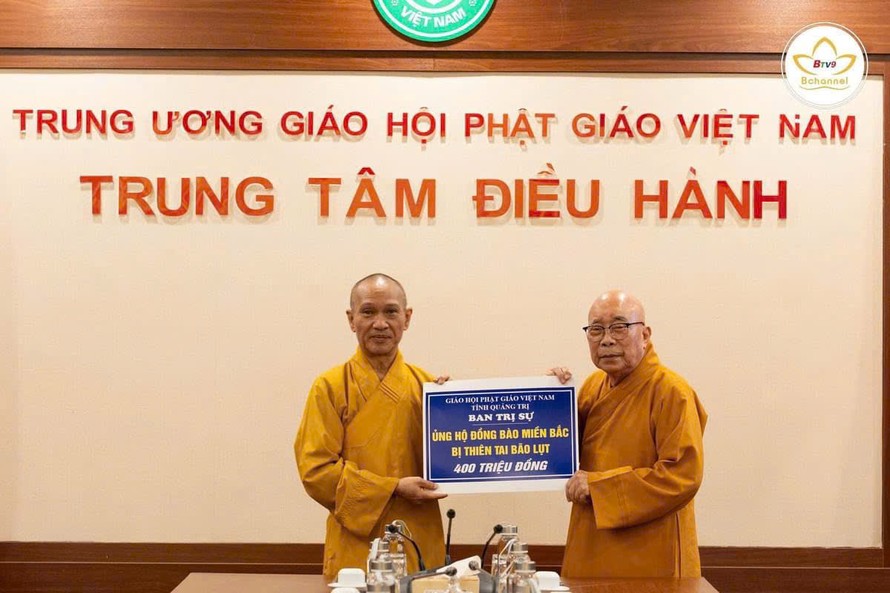 VIỆT NAM
BTV9
Bchannel
TRUNG ƯƠNG GIÁO HỘI PHẬT GIÁO VIỆT NAM
TRUNG TÂM ĐIỀU HÀNH
GIÁO HỘI PHẬT GIÁO VIỆT NAM
TỈNH QUẢNG TRỊ
BAN TRỊ SỰ
ỦNG HỘ ĐỒNG BÀO MIỀN BẮC
BỊ THIÊN TAI BÃO LỤT
400 TRIỆU ĐỒNG